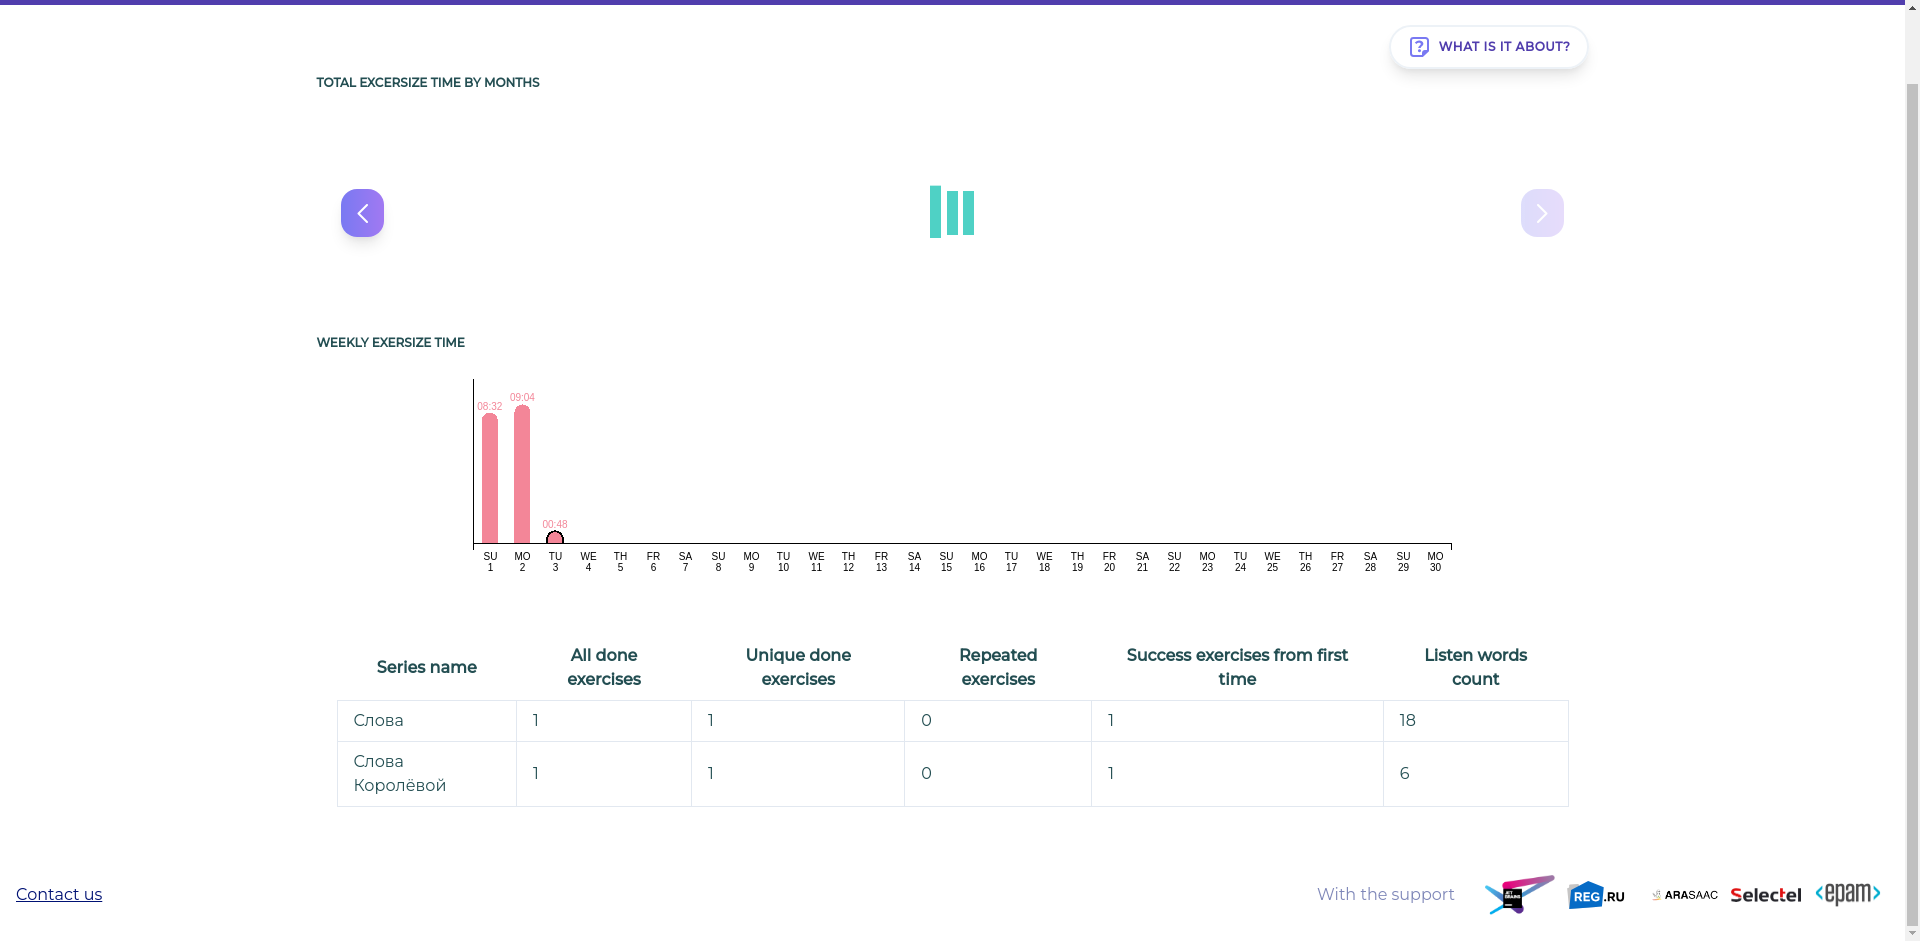 WHAT IS IT ABOUT?
TOTAL EXCERSIZE TIME BY MONTHS
WEEKLY EXERSIZE TIME
08:32 09:04 00:48
SU MO TU WE TH FR SA SU MO TU WE TH FR SA SU MO TU WE TH FR SA SU MO TU WE TH FR SA SU MO
1 2 3 4 5 6 7 8 9 10 11 12 13 14 15 16 17 18 19 20 21 22 23 24 25 26 27 28 29 30
Series name All done exercises Unique done exercises Repeated exercises Success exercises from first time Listen words count
Слова 1 1 0 1 18
Слова Королёвой 1 1 0 1 6
Contact us
With the support
JET BRAINS
REG.RU
ARASAAC
Selectel
<epam>